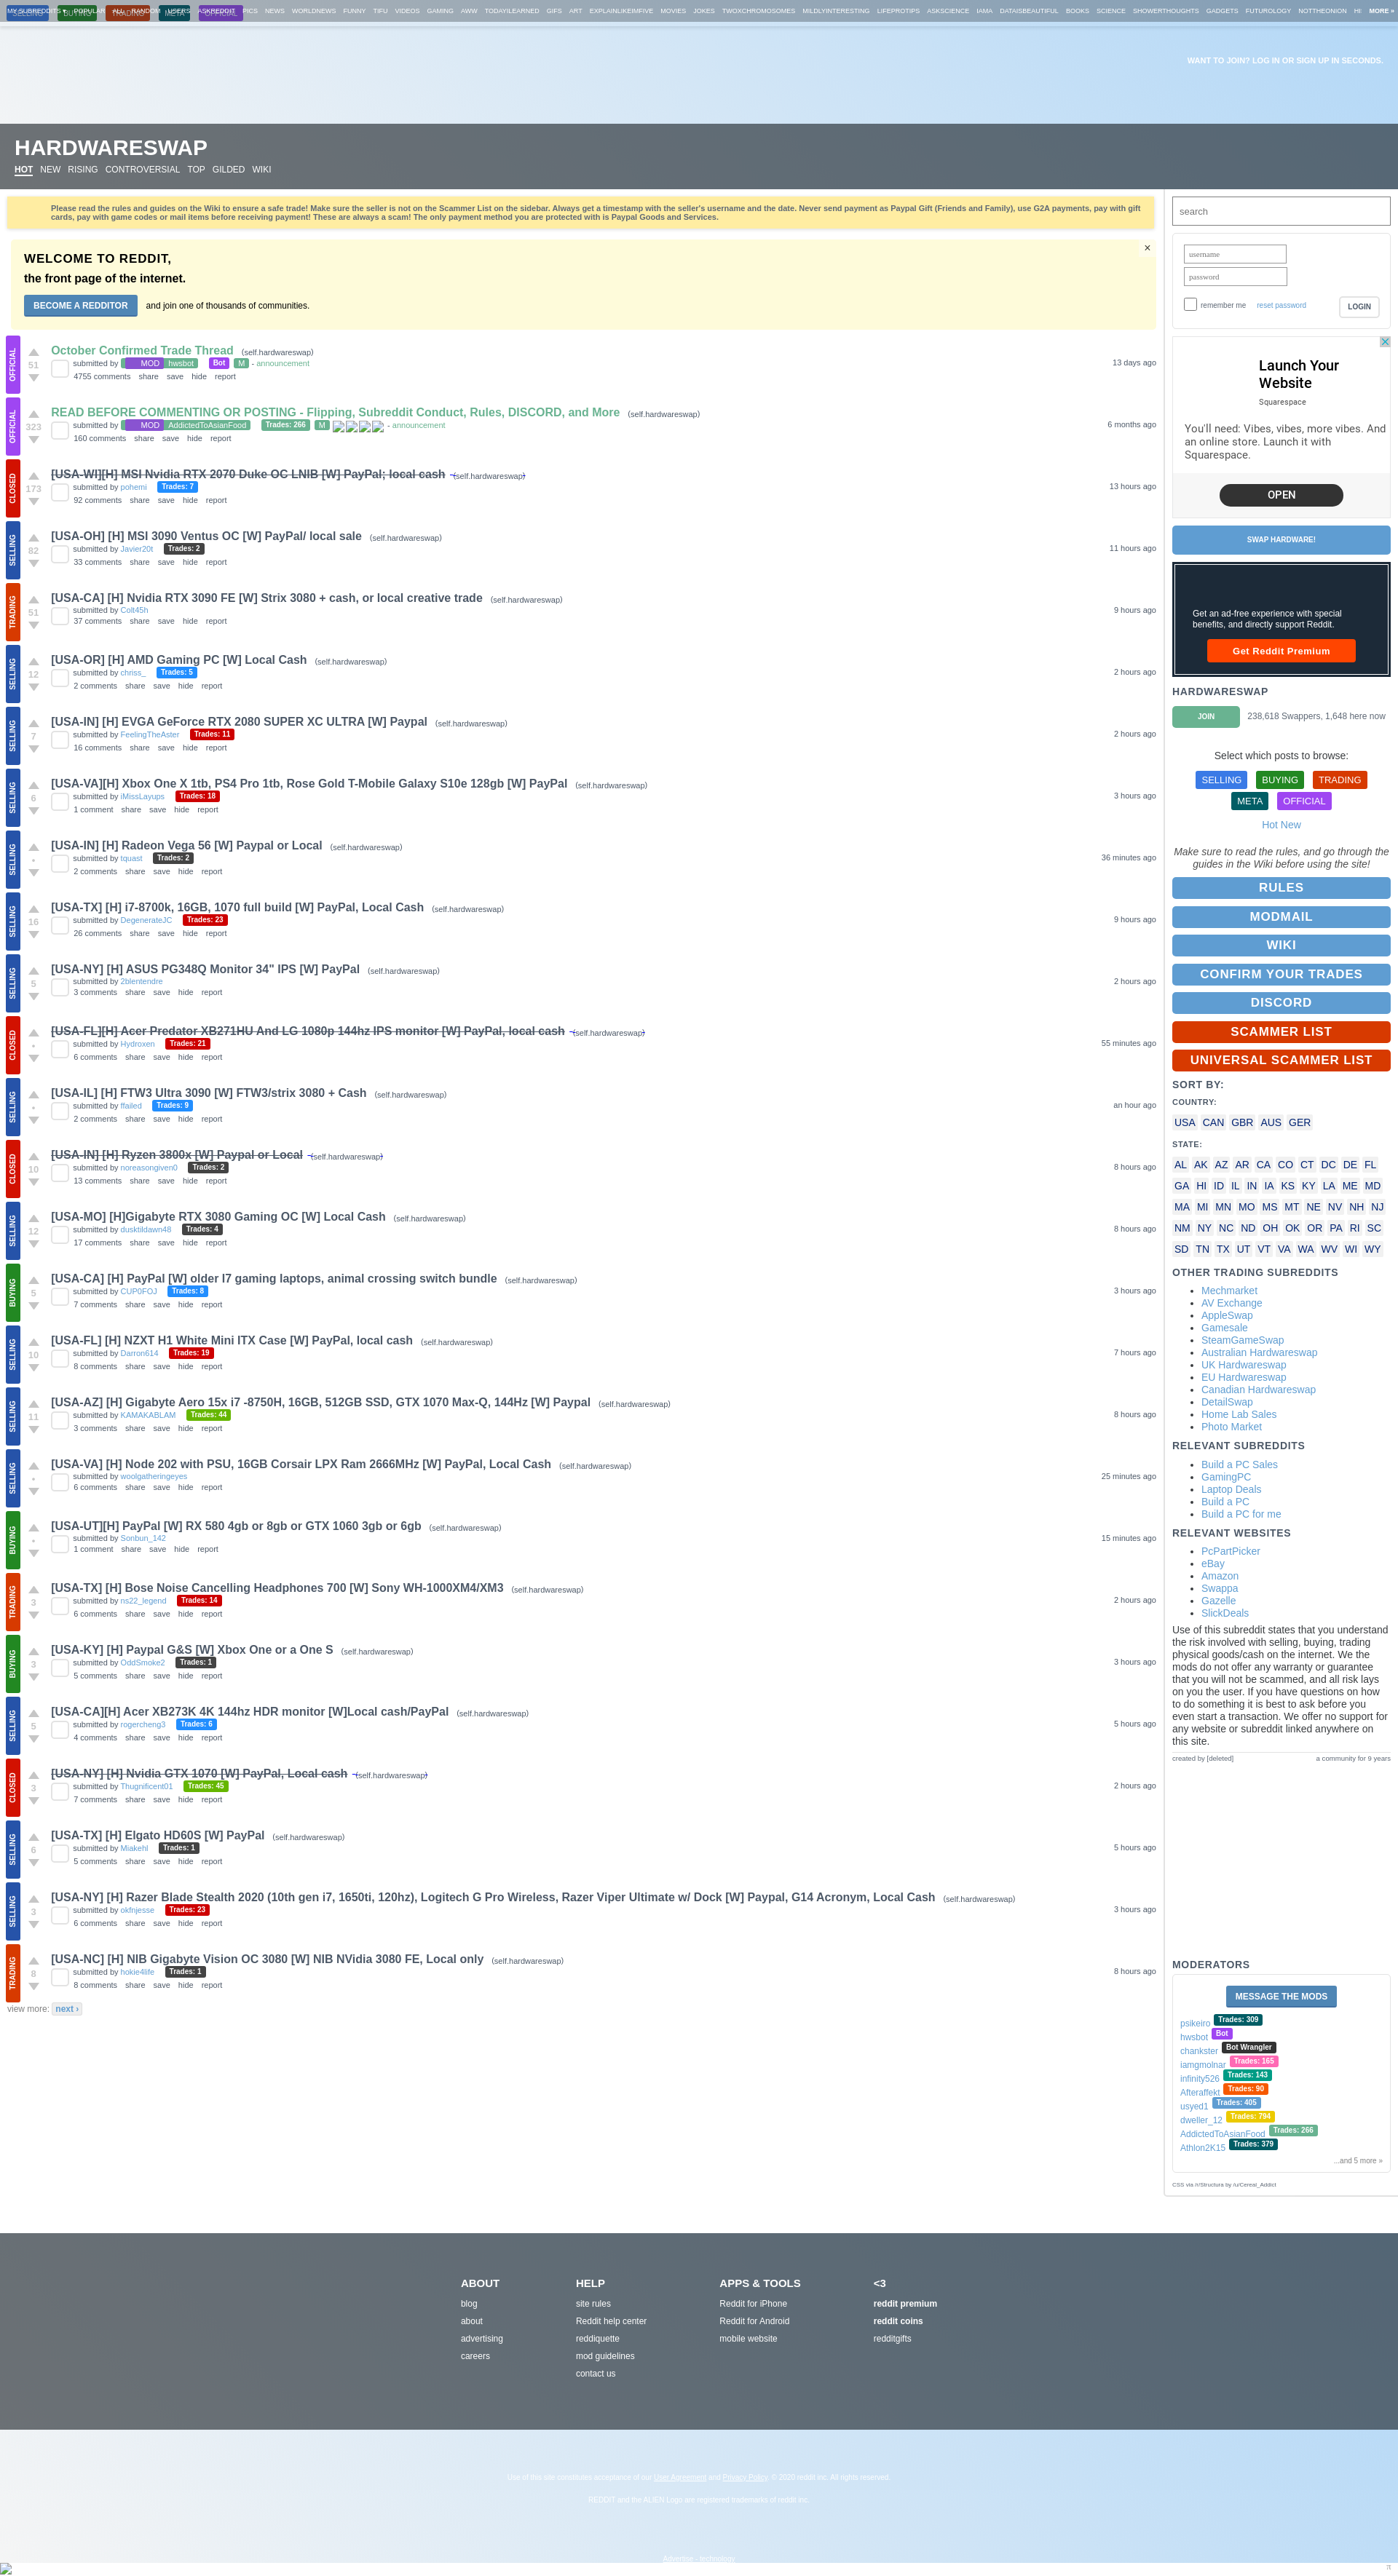 MY SUBREDDITS ▼ POPULAR ALL RANDOM USERS ASKREDDIT PICS NEWS WORLDNEWS FUNNY TIFU VIDEOS GAMING AWW TODAYILEARNED GIFS ART EXPLAINLIKEIMFIVE MOVIES JOKES TWOXCHROMOSOMES MILDLYINTERESTING LIFEPROTIPS ASKSCIENCE IAMA DATAISBEAUTIFUL BOOKS SCIENCE SHOWERTHOUGHTS GADGETS FUTUROLOGY NOTTHEONION MORE »
SELLING BUYING TRADING META OFFICIAL
WANT TO JOIN? LOG IN OR SIGN UP IN SECONDS.
HARDWARESWAP
HOT NEW RISING CONTROVERSIAL TOP GILDED WIKI
Please read the rules and guides on the Wiki to ensure a safe trade! Make sure the seller is not on the Scammer List on the sidebar. Always get a timestamp with the seller's username and the date. Never send payment as Paypal Gift (Friends and Family), use G2A payments, pay with gift
cards, pay with game codes or mail items before receiving payment! These are always a scam! The only payment method you are protected with is Paypal Goods and Services.
WELCOME TO REDDIT,
×
the front page of the internet.
BECOME A REDDITOR and join one of thousands of communities.
OFFICIAL
October Confirmed Trade Thread (self.hardwareswap)
51
submitted by MOD hwsbot Bot M - announcement
13 days ago
4755 comments share save hide report
OFFICIAL
READ BEFORE COMMENTING OR POSTING - Flipping, Subreddit Conduct, Rules, DISCORD, and More (self.hardwareswap)
323
submitted by MOD AddictedToAsianFood Trades: 266 M - announcement
6 months ago
160 comments share save hide report
CLOSED
[USA-WI][H] MSI Nvidia RTX 2070 Duke OC LNIB [W] PayPal; local cash (self.hardwareswap)
173
submitted by pohemi Trades: 7
13 hours ago
92 comments share save hide report
SELLING
[USA-OH] [H] MSI 3090 Ventus OC [W] PayPal/ local sale (self.hardwareswap)
82
submitted by Javier20t Trades: 2
11 hours ago
33 comments share save hide report
TRADING
[USA-CA] [H] Nvidia RTX 3090 FE [W] Strix 3080 + cash, or local creative trade (self.hardwareswap)
51
submitted by Colt45h
9 hours ago
37 comments share save hide report
SELLING
[USA-OR] [H] AMD Gaming PC [W] Local Cash (self.hardwareswap)
12
submitted by chriss_ Trades: 5
2 hours ago
2 comments share save hide report
SELLING
[USA-IN] [H] EVGA GeForce RTX 2080 SUPER XC ULTRA [W] Paypal (self.hardwareswap)
7
submitted by FeelingTheAster Trades: 11
2 hours ago
16 comments share save hide report
SELLING
[USA-VA][H] Xbox One X 1tb, PS4 Pro 1tb, Rose Gold T-Mobile Galaxy S10e 128gb [W] PayPal (self.hardwareswap)
6
submitted by iMissLayups Trades: 18
3 hours ago
1 comment share save hide report
SELLING
[USA-IN] [H] Radeon Vega 56 [W] Paypal or Local (self.hardwareswap)
•
submitted by tquast Trades: 2
36 minutes ago
2 comments share save hide report
SELLING
[USA-TX] [H] i7-8700k, 16GB, 1070 full build [W] PayPal, Local Cash (self.hardwareswap)
16
submitted by DegenerateJC Trades: 23
9 hours ago
26 comments share save hide report
SELLING
[USA-NY] [H] ASUS PG348Q Monitor 34" IPS [W] PayPal (self.hardwareswap)
5
submitted by 2blentendre
2 hours ago
3 comments share save hide report
CLOSED
[USA-FL][H] Acer Predator XB271HU And LG 1080p 144hz IPS monitor [W] PayPal, local cash (self.hardwareswap)
•
submitted by Hydroxen Trades: 21
55 minutes ago
6 comments share save hide report
SELLING
[USA-IL] [H] FTW3 Ultra 3090 [W] FTW3/strix 3080 + Cash (self.hardwareswap)
•
submitted by ffailed Trades: 9
an hour ago
2 comments share save hide report
CLOSED
[USA-IN] [H] Ryzen 3800x [W] Paypal or Local (self.hardwareswap)
10
submitted by noreasongiven0 Trades: 2
8 hours ago
13 comments share save hide report
SELLING
[USA-MO] [H]Gigabyte RTX 3080 Gaming OC [W] Local Cash (self.hardwareswap)
12
submitted by dusktildawn48 Trades: 4
8 hours ago
17 comments share save hide report
BUYING
[USA-CA] [H] PayPal [W] older I7 gaming laptops, animal crossing switch bundle (self.hardwareswap)
5
submitted by CUP0FOJ Trades: 8
3 hours ago
7 comments share save hide report
SELLING
[USA-FL] [H] NZXT H1 White Mini ITX Case [W] PayPal, local cash (self.hardwareswap)
10
submitted by Darron614 Trades: 19
7 hours ago
8 comments share save hide report
SELLING
[USA-AZ] [H] Gigabyte Aero 15x i7 -8750H, 16GB, 512GB SSD, GTX 1070 Max-Q, 144Hz [W] Paypal (self.hardwareswap)
11
submitted by KAMAKABLAM Trades: 44
8 hours ago
3 comments share save hide report
SELLING
[USA-VA] [H] Node 202 with PSU, 16GB Corsair LPX Ram 2666MHz [W] PayPal, Local Cash (self.hardwareswap)
•
submitted by woolgatheringeyes
25 minutes ago
6 comments share save hide report
BUYING
[USA-UT][H] PayPal [W] RX 580 4gb or 8gb or GTX 1060 3gb or 6gb (self.hardwareswap)
•
submitted by Sonbun_142
15 minutes ago
1 comment share save hide report
TRADING
[USA-TX] [H] Bose Noise Cancelling Headphones 700 [W] Sony WH-1000XM4/XM3 (self.hardwareswap)
3
submitted by ns22_legend Trades: 14
2 hours ago
6 comments share save hide report
BUYING
[USA-KY] [H] Paypal G&S [W] Xbox One or a One S (self.hardwareswap)
3
submitted by OddSmoke2 Trades: 1
3 hours ago
5 comments share save hide report
SELLING
[USA-CA][H] Acer XB273K 4K 144hz HDR monitor [W]Local cash/PayPal (self.hardwareswap)
5
submitted by rogercheng3 Trades: 6
5 hours ago
4 comments share save hide report
CLOSED
[USA-NY] [H] Nvidia GTX 1070 [W] PayPal, Local cash (self.hardwareswap)
3
submitted by Thugnificent01 Trades: 45
2 hours ago
7 comments share save hide report
SELLING
[USA-TX] [H] Elgato HD60S [W] PayPal (self.hardwareswap)
6
submitted by Miakehl Trades: 1
5 hours ago
5 comments share save hide report
SELLING
[USA-NY] [H] Razer Blade Stealth 2020 (10th gen i7, 1650ti, 120hz), Logitech G Pro Wireless, Razer Viper Ultimate w/ Dock [W] Paypal, G14 Acronym, Local Cash (self.hardwareswap)
3
submitted by okfnjesse Trades: 23
3 hours ago
6 comments share save hide report
TRADING
[USA-NC] [H] NIB Gigabyte Vision OC 3080 [W] NIB NVidia 3080 FE, Local only (self.hardwareswap)
8
submitted by hokie4life Trades: 1
8 hours ago
8 comments share save hide report
view more: next ›
search
username
password
remember me reset password LOGIN
Launch Your
Website
Squarespace
You'll need: Vibes, vibes, more vibes. And
an online store. Launch it with
Squarespace.
OPEN
SWAP HARDWARE!
Get an ad-free experience with special
benefits, and directly support Reddit.
Get Reddit Premium
HARDWARESWAP
JOIN 238,618 Swappers, 1,648 here now
Select which posts to browse:
SELLING BUYING TRADING
META OFFICIAL
Hot New
Make sure to read the rules, and go through the
guides in the Wiki before using the site!
RULES
MODMAIL
WIKI
CONFIRM YOUR TRADES
DISCORD
SCAMMER LIST
UNIVERSAL SCAMMER LIST
SORT BY:
COUNTRY:
USA CAN GBR AUS GER
STATE:
AL AK AZ AR CA CO CT DC DE FL
GA HI ID IL IN IA KS KY LA ME MD
MA MI MN MO MS MT NE NV NH NJ
NM NY NC ND OH OK OR PA RI SC
SD TN TX UT VT VA WA WV WI WY
OTHER TRADING SUBREDDITS
• Mechmarket
• AV Exchange
• AppleSwap
• Gamesale
• SteamGameSwap
• Australian Hardwareswap
• UK Hardwareswap
• EU Hardwareswap
• Canadian Hardwareswap
• DetailSwap
• Home Lab Sales
• Photo Market
RELEVANT SUBREDDITS
• Build a PC Sales
• GamingPC
• Laptop Deals
• Build a PC
• Build a PC for me
RELEVANT WEBSITES
• PcPartPicker
• eBay
• Amazon
• Swappa
• Gazelle
• SlickDeals
Use of this subreddit states that you understand
the risk involved with selling, buying, trading
physical goods/cash on the internet. We the
mods do not offer any warranty or guarantee
that you will not be scammed, and all risk lays
on you the user. If you have questions on how
to do something it is best to ask before you
even start a transaction. We offer no support for
any website or subreddit linked anywhere on
this site.
created by [deleted] a community for 9 years
MODERATORS
MESSAGE THE MODS
psikeiro Trades: 309
hwsbot Bot
chankster Bot Wrangler
iamgmolnar Trades: 165
infinity526 Trades: 143
Afteraffekt Trades: 90
usyed1 Trades: 405
dweller_12 Trades: 794
AddictedToAsianFood Trades: 266
Athlon2K15 Trades: 379
...and 5 more »
CSS via /r/Structura by /u/Cereal_Addict
ABOUT
blog
about
advertising
careers
HELP
site rules
Reddit help center
reddiquette
mod guidelines
contact us
APPS & TOOLS
Reddit for iPhone
Reddit for Android
mobile website
<3
reddit premium
reddit coins
redditgifts
Use of this site constitutes acceptance of our User Agreement and Privacy Policy. © 2020 reddit inc. All rights reserved.
REDDIT and the ALIEN Logo are registered trademarks of reddit inc.
Advertise - technology
π